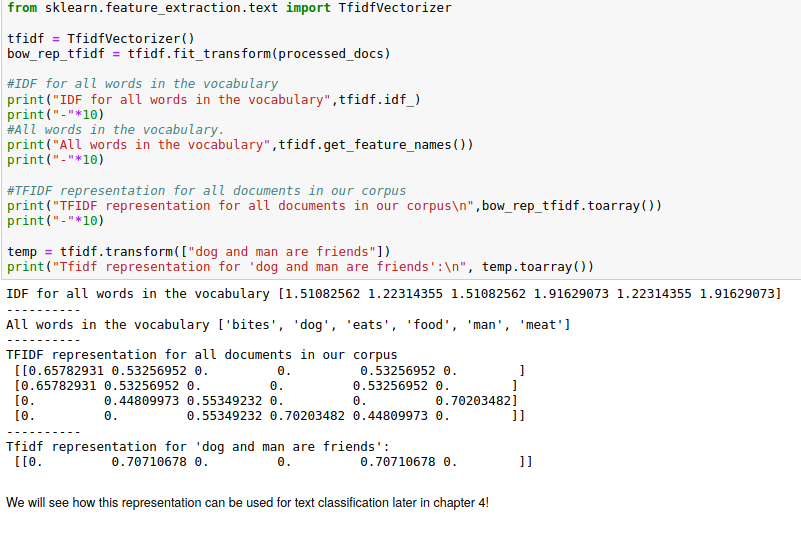 from sklearn.feature_extraction.text import TfidfVectorizer

tfidf = TfidfVectorizer()
bow_rep_tfidf = tfidf.fit_transform(processed_docs)

#IDF for all words in the vocabulary
print("IDF for all words in the vocabulary",tfidf.idf_)
print("-"*10)
#All words in the vocabulary.
print("All words in the vocabulary",tfidf.get_feature_names())
print("-"*10)

#TFIDF representation for all documents in our corpus
print("TFIDF representation for all documents in our corpus\n",bow_rep_tfidf.toarray())
print("-"*10)

temp = tfidf.transform(["dog and man are friends"])
print("Tfidf representation for 'dog and man are friends':\n", temp.toarray())
IDF for all words in the vocabulary [1.51082562 1.22314355 1.51082562 1.91629073 1.22314355 1.91629073]
----------
All words in the vocabulary ['bites', 'dog', 'eats', 'food', 'man', 'meat']
----------
TFIDF representation for all documents in our corpus
 [[0.65782931 0.53256952 0.         0.         0.53256952 0.        ]
 [0.65782931 0.53256952 0.         0.         0.53256952 0.        ]
 [0.         0.44809973 0.55349232 0.         0.         0.70203482]
 [0.         0.         0.55349232 0.70203482 0.44809973 0.        ]]
----------
Tfidf representation for 'dog and man are friends':
 [[0.         0.70710678 0.         0.         0.70710678 0.        ]]
We will see how this representation can be used for text classification later in chapter 4!